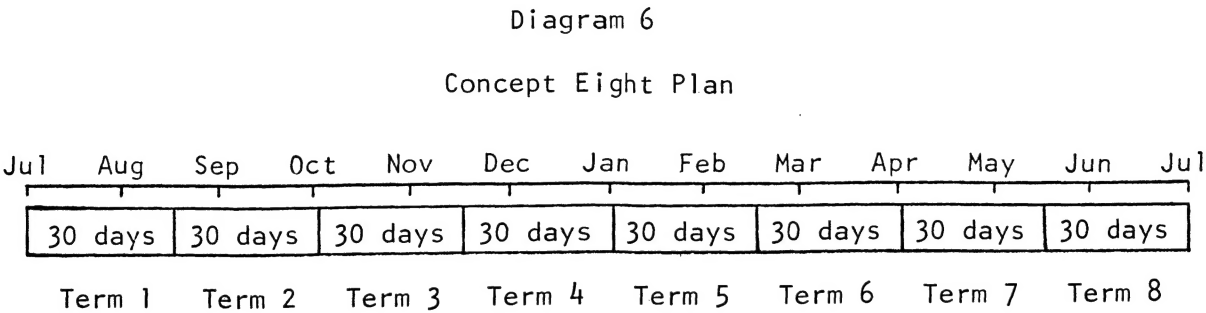 Diagram 6
Concept Eight Plan
Jul Aug Sep Oct Nov Dec Jan Feb Mar Apr May Jun Jul
30 days 30 days 30 days 30 days 30 days 30 days 30 days 30 days
Term 1 Term 2 Term 3 Term 4 Term 5 Term 6 Term 7 Term 8